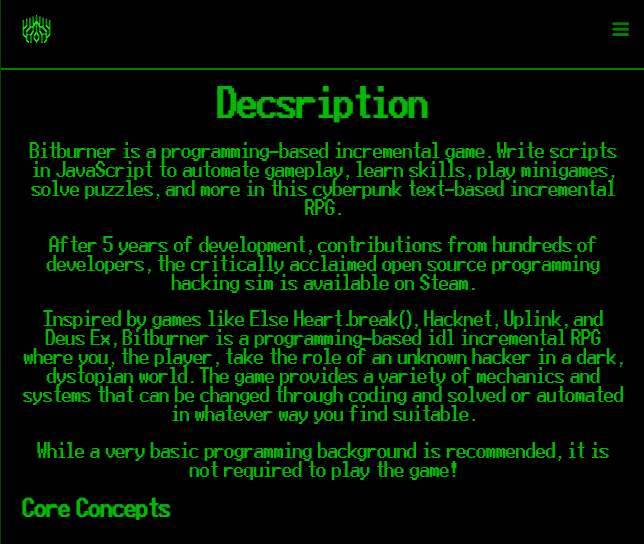 Decsription
Bitburner is a programming-based incremental game. Write scripts
in JavaScript to automate gameplay, learn skills, play minigames,
solve puzzles, and more in this cyberpunk text-based incremental
RPG.
After 5 years of development, contributions from hundreds of
developers, the critically acclaimed open source programming
hacking sim is available on Steam.
Inspired by games like Else Heart.break(), Hacknet, Uplink, and
Deus Ex, Bitburner is a programming-based idl incremental RPG
where you, the player, take the role of an unknown hacker in a dark,
dystopian world. The game provides a variety of mechanics and
systems that can be changed through coding and solved or automated
in whatever way you find suitable.
While a very basic programming background is recommended, it is
not required to play the game!
Core Concepts